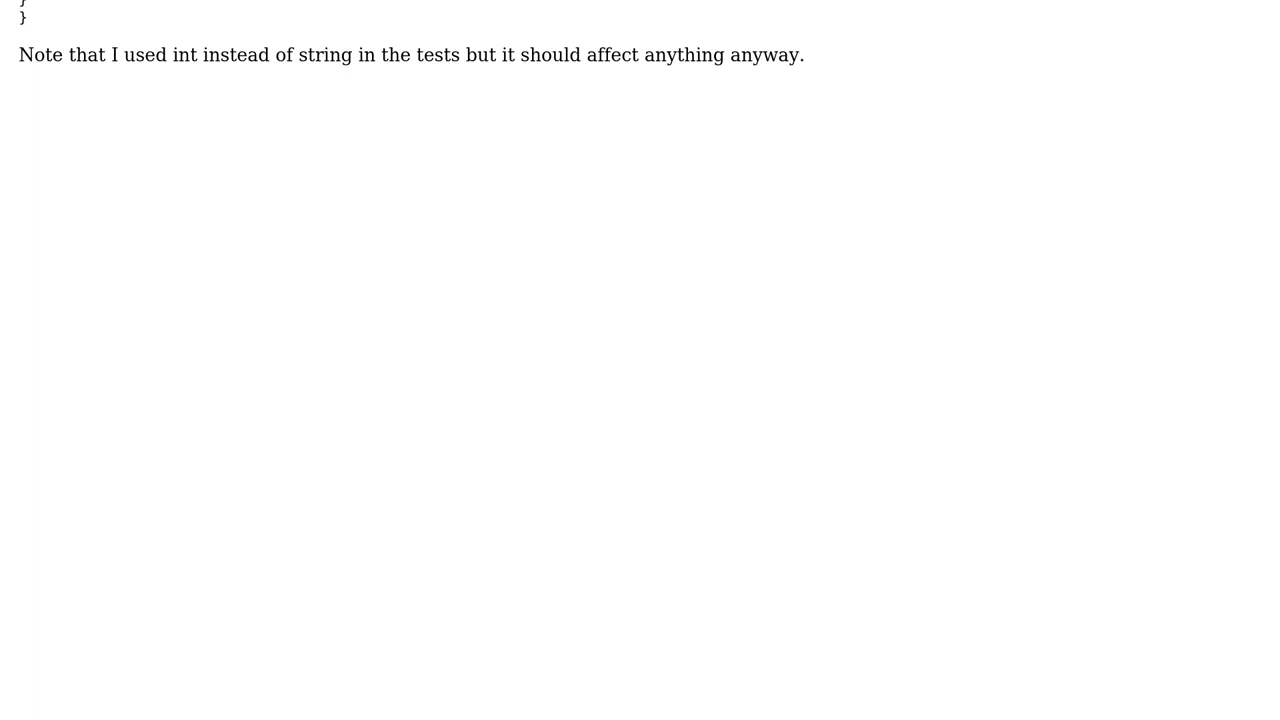 }
}
Note that I used int instead of string in the tests but it should affect anything anyway.